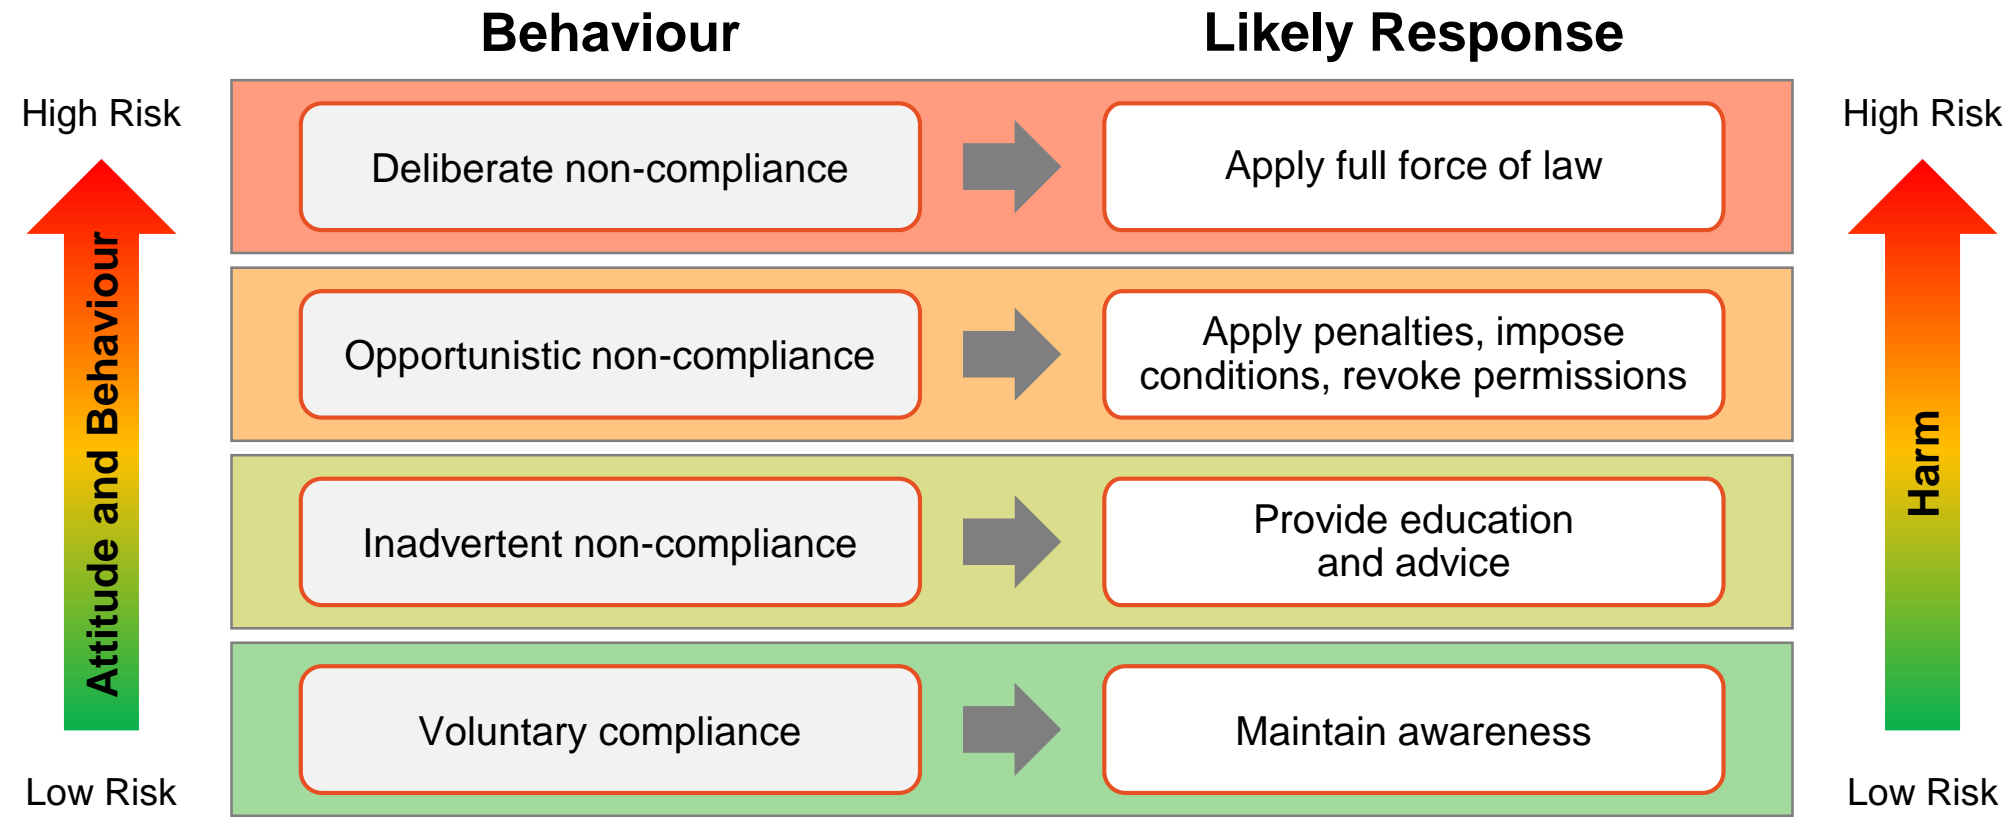 Behaviour
Likely Response
High Risk
High Risk
Deliberate non-compliance
Apply full force of law
Opportunistic non-compliance
Apply penalties, impose
conditions, revoke permissions
Attitude and Behaviour
Harm
Inadvertent non-compliance
Provide education
and advice
Voluntary compliance
Maintain awareness
Low Risk
Low Risk